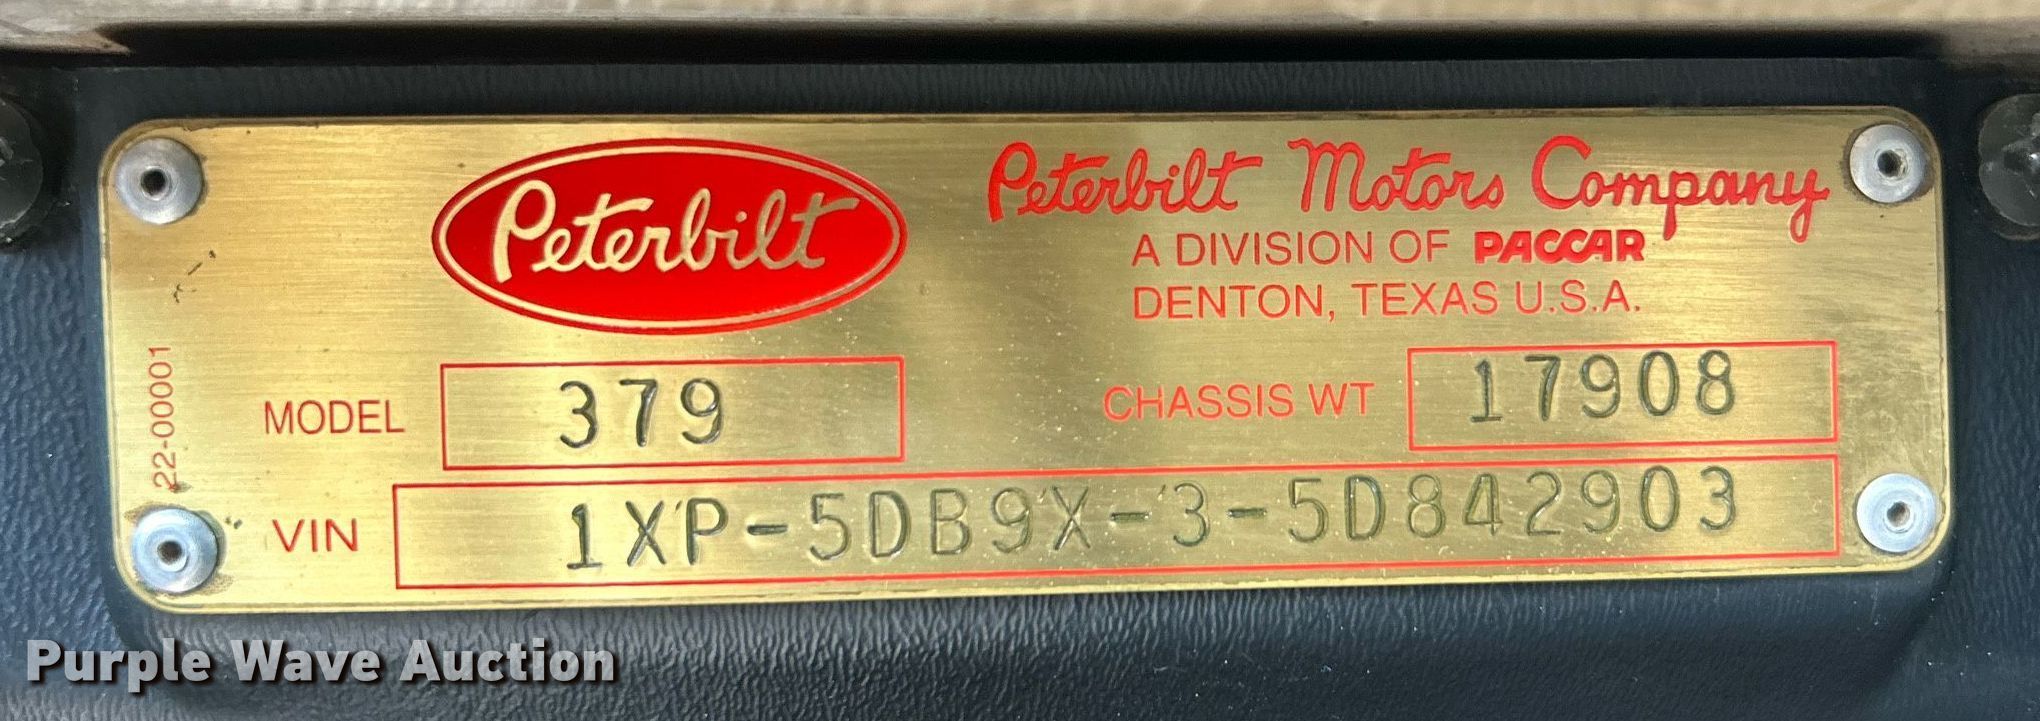 Peterbilt
Peterbilt Motors Company
A DIVISION OF PACCAR
DENTON, TEXAS U.S.A.
MODEL 379
CHASSIS WT 17908
VIN 1XP-5DB9X-3-5D842903
22-00001
Purple Wave Auction